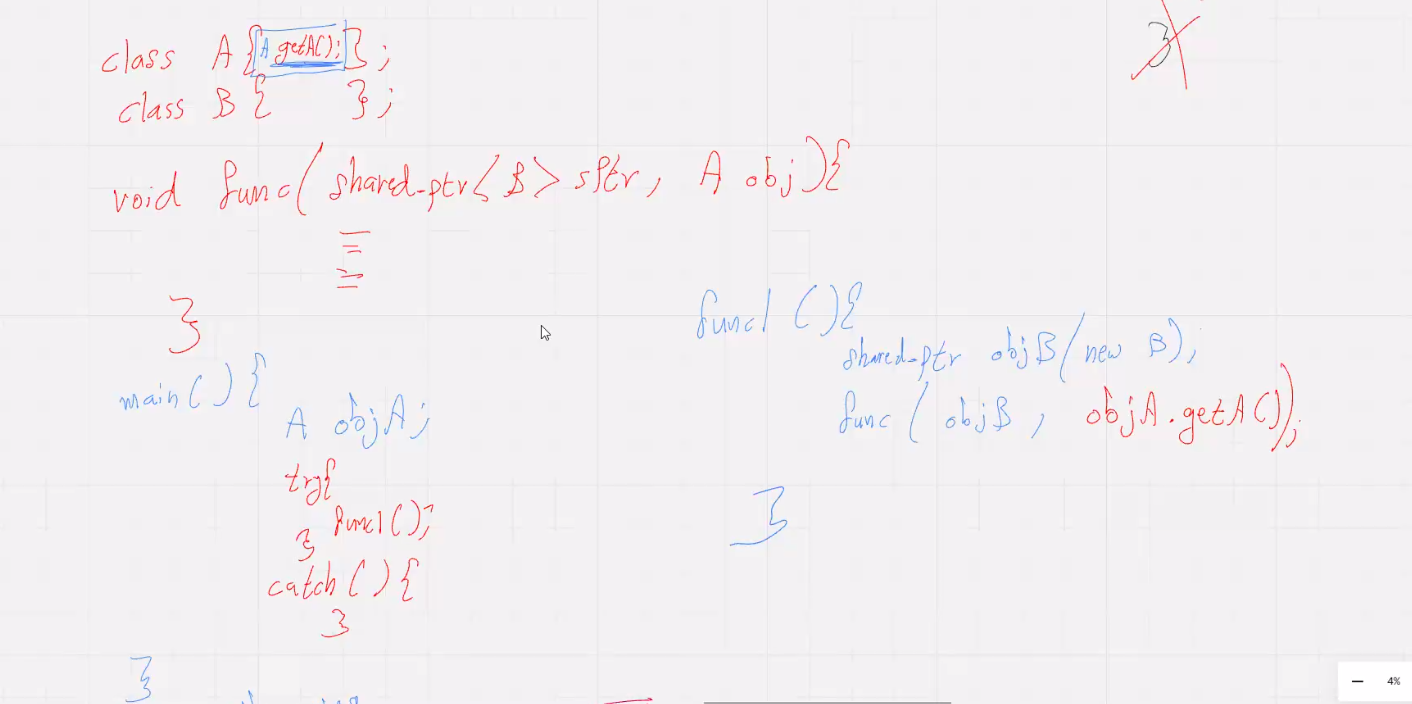 class A { A getA(); };
class B { };
void func( shared_ptr<B> sptr, A obj){
}
main() {
A objA;
try{
func1();
}
catch() {
}
}
func1 (){
shared_ptr objB(new B);
func ( objB , objA.getA());
}
}
4%